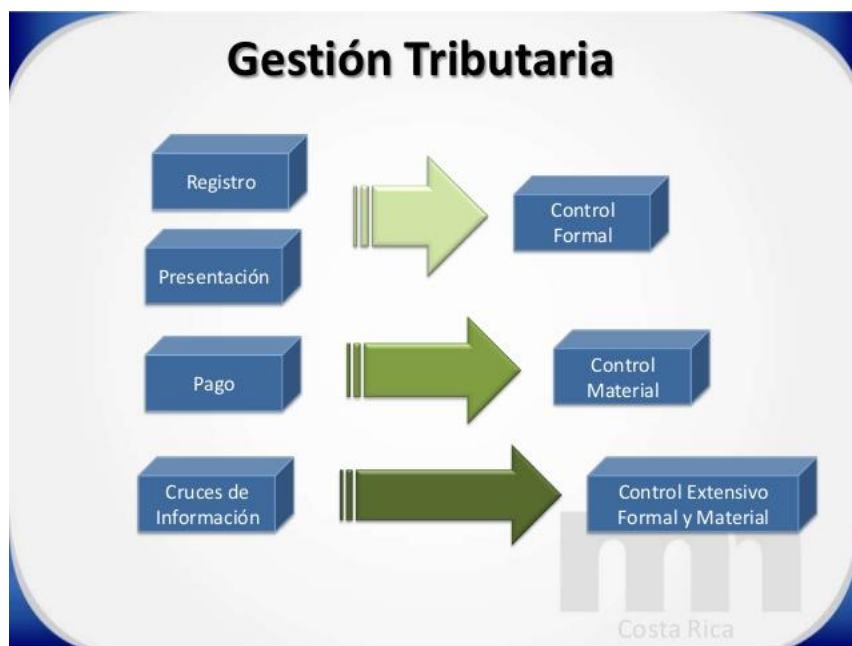 Gestión Tributaria
Registro
Presentación
Control
Formal
Pago
Control
Material
Cruces de
Información
Control Extensivo
Formal y Material
Costa Rica